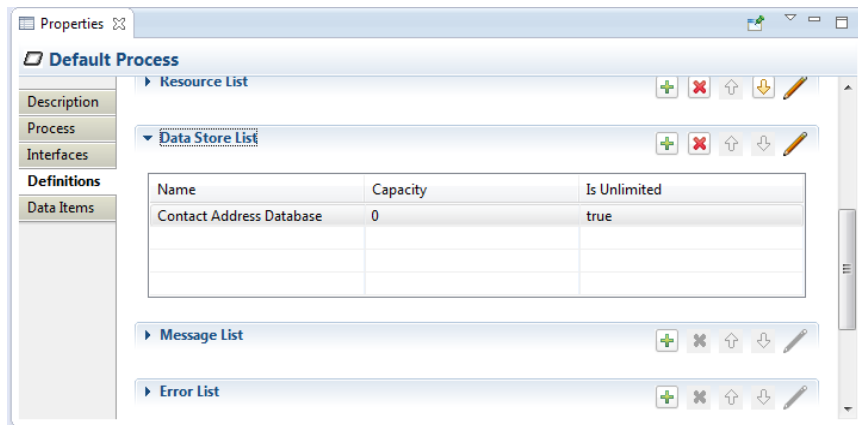 Properties
Default Process
Resource List
Description
Process
Interfaces
Definitions
Data Items
Data Store List
Name Capacity Is Unlimited
Contact Address Database 0 true
Message List
Error List